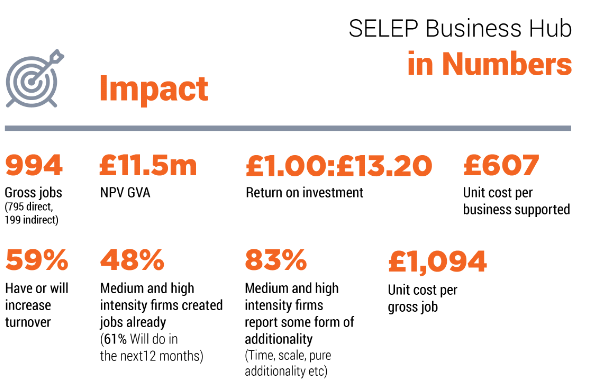 SELEP Business Hub
in Numbers
Impact
994
Gross jobs
(795 direct,
199 indirect)
£11.5m
NPV GVA
£1.00:£13.20
Return on investment
£607
Unit cost per
business supported
59%
Have or will
increase
turnover
48%
Medium and high
intensity firms created
jobs already
(61% Will do in
the next12 months)
83%
Medium and high
intensity firms
report some form of
additionality
(Time, scale, pure
additionality etc)
£1,094
Unit cost per
gross job